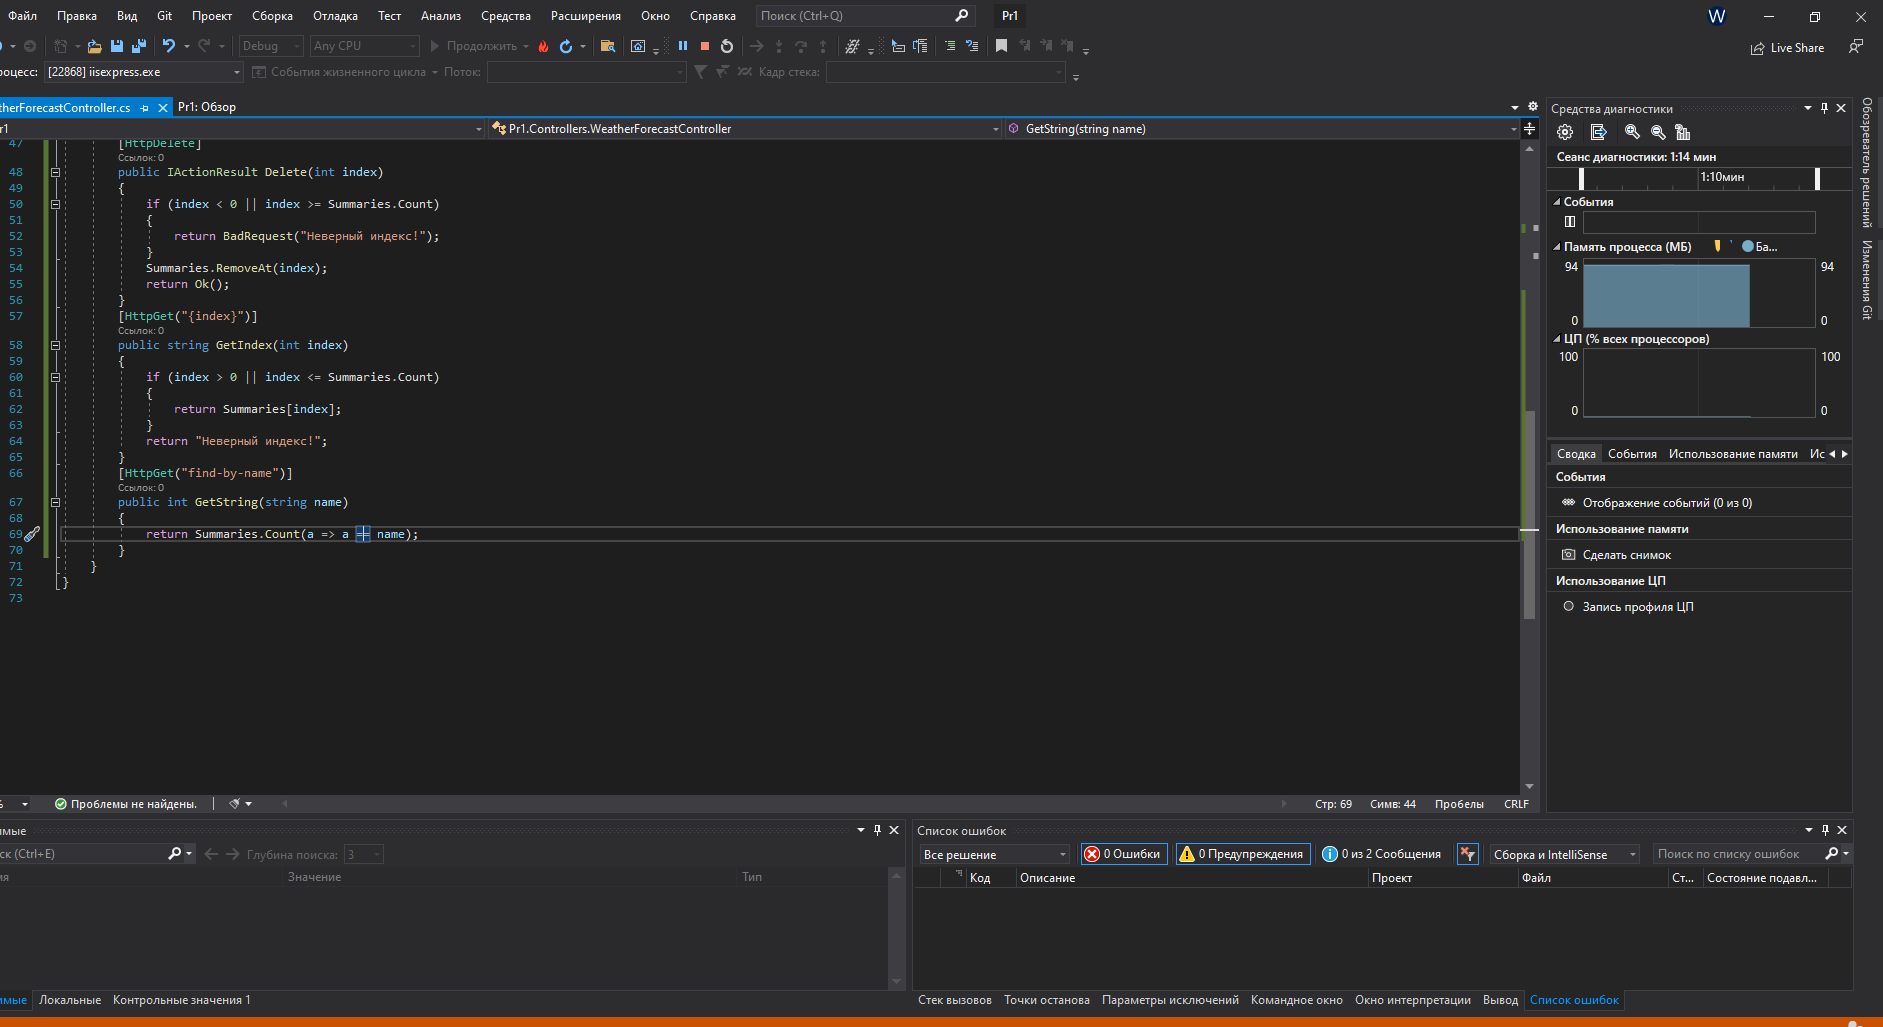 Файл Правка Вид Git Проект Сборка Отладка Тест Анализ Средства Расширения Окно Справка Поиск (Ctrl+Q) Pr1 W
Debug Any CPU Продолжить Live Share
роцесс: [22868] iisexpress.exe События жизненного цикла Поток: Кадр стека:
therForecastController.cs Pr1: Обзор
r1 Pr1.Controllers.WeatherForecastController GetString(string name)
47 [HttpDelete]
Ссылок: 0
48 public IActionResult Delete(int index)
49 {
50 if (index < 0 || index >= Summaries.Count)
51 {
52 return BadRequest("Неверный индекс!");
53 }
54 Summaries.RemoveAt(index);
55 return Ok();
56 }
57 [HttpGet("{index}")]
Ссылок: 0
58 public string GetIndex(int index)
59 {
60 if (index > 0 || index <= Summaries.Count)
61 {
62 return Summaries[index];
63 }
64 return "Неверный индекс!";
65 }
66 [HttpGet("find-by-name")]
Ссылок: 0
67 public int GetString(string name)
68 {
69 return Summaries.Count(a => a == name);
70 }
71 }
72 }
73
Средства диагностики
Сеанс диагностики: 1:14 мин
1:10мин
События
Память процесса (МБ) Ба...
94 94
0 0
ЦП (% всех процессоров)
100 100
0 0
Сводка События Использование памяти Ис
События
Отображение событий (0 из 0)
Использование памяти
Сделать снимок
Использование ЦП
Запись профиля ЦП
Обозреватель решений
Изменения Git
% Проблемы не найдены. Стр: 69 Симв: 44 Пробелы CRLF
имые
ск (Ctrl+E) Глубина поиска: 3
я Значение Тип
имые Локальные Контрольные значения 1
Список ошибок
Все решение 0 Ошибки 0 Предупреждения 0 из 2 Сообщения Сборка и IntelliSense Поиск по списку ошибок
Код Описание Проект Файл Ст... Состояние подавл...
Стек вызовов Точки останова Параметры исключений Командное окно Окно интерпретации Вывод Список ошибок